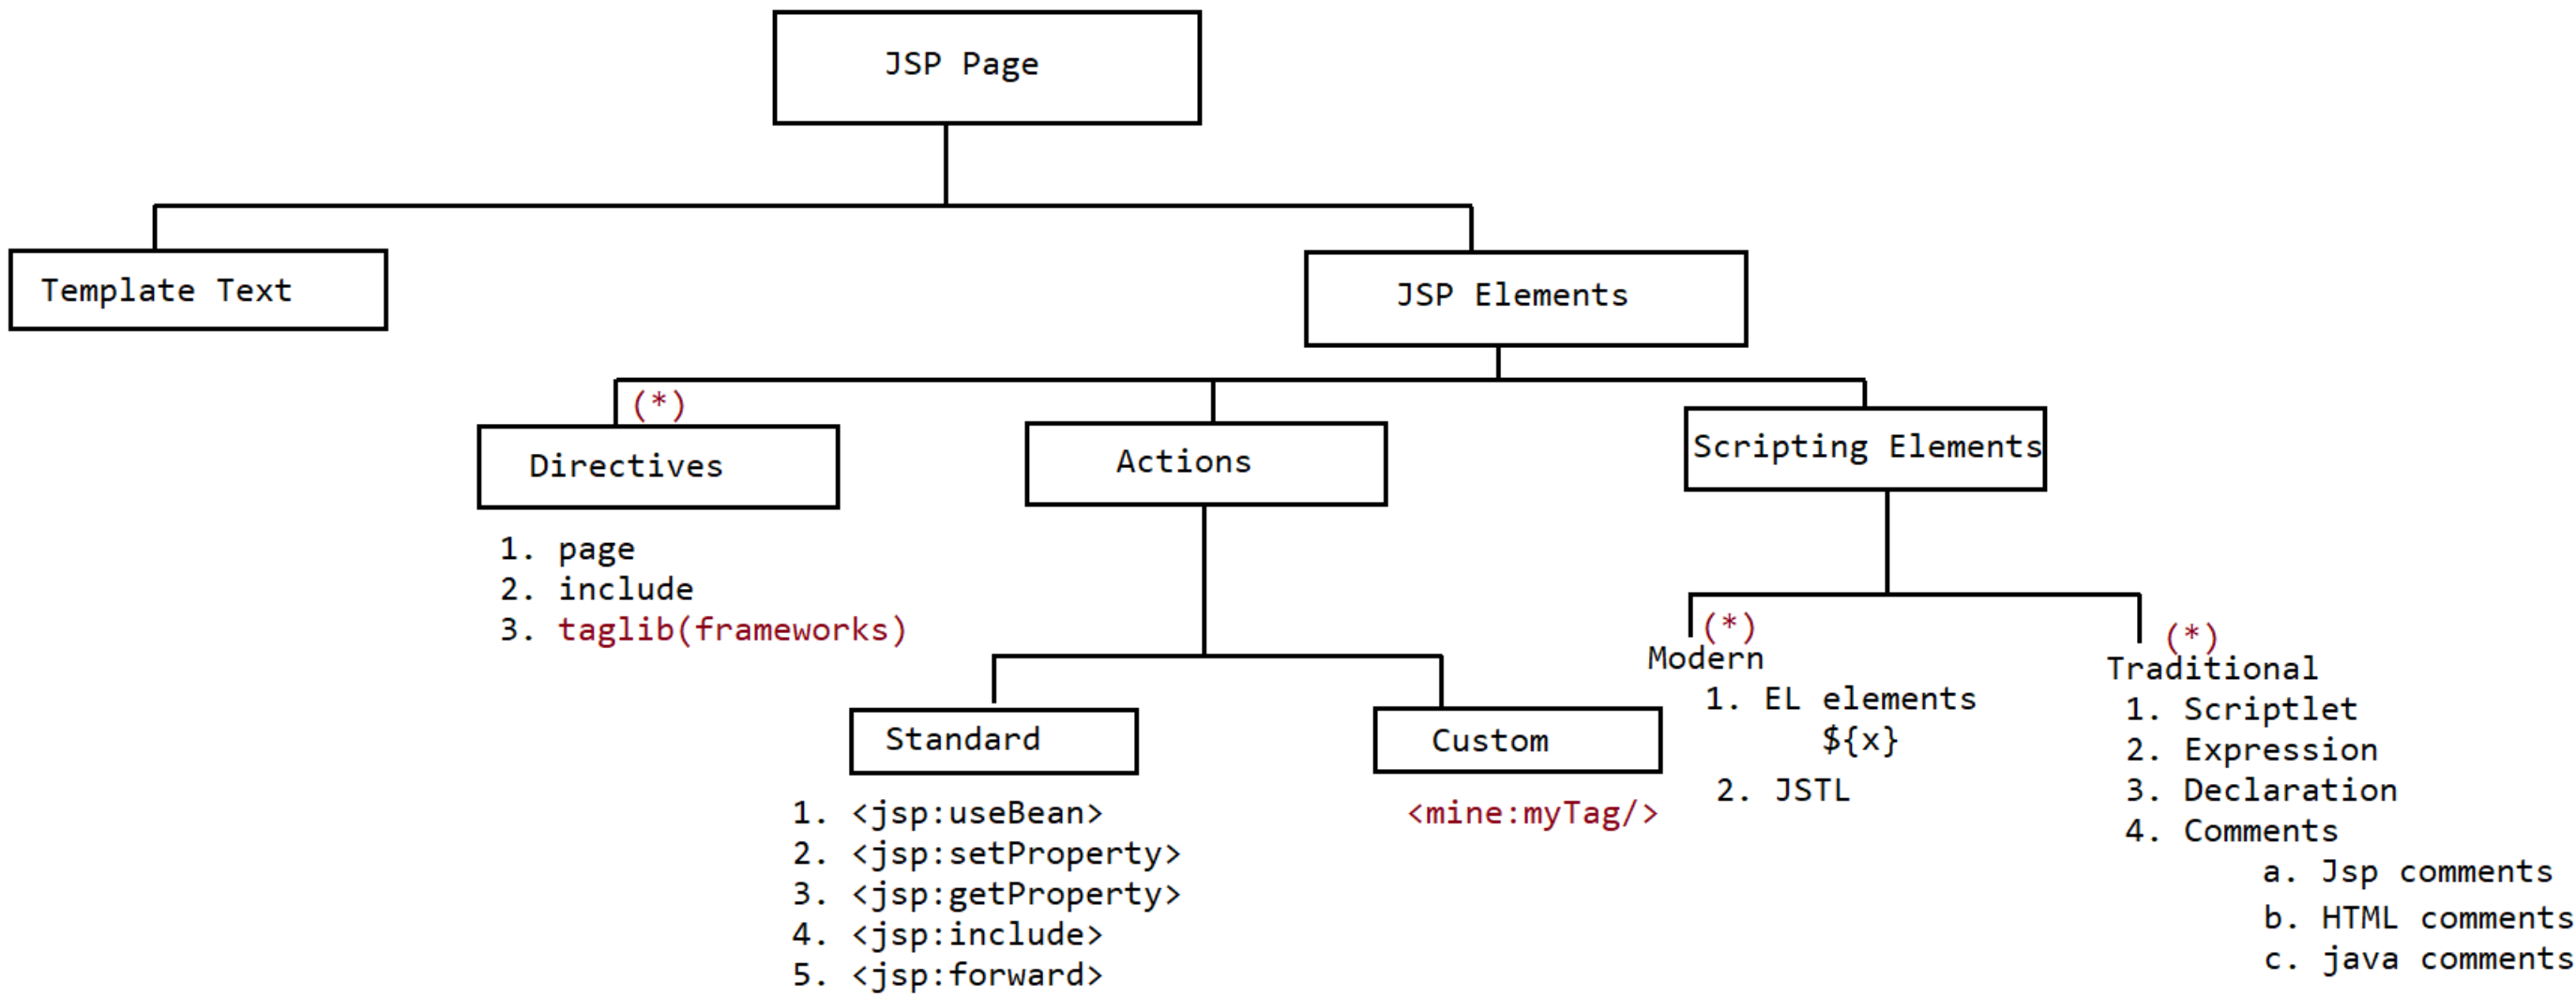 JSP Page
Template Text
JSP Elements
(*)
Directives
1. page
2. include
3. taglib(frameworks)
Actions
Standard
1. <jsp:useBean>
2. <jsp:setProperty>
3. <jsp:getProperty>
4. <jsp:include>
5. <jsp:forward>
Custom
<mine:myTag/>
Scripting Elements
(*)
Modern
1. EL elements
${x}
2. JSTL
(*)
Traditional
1. Scriptlet
2. Expression
3. Declaration
4. Comments
a. Jsp comments
b. HTML comments
c. java comments